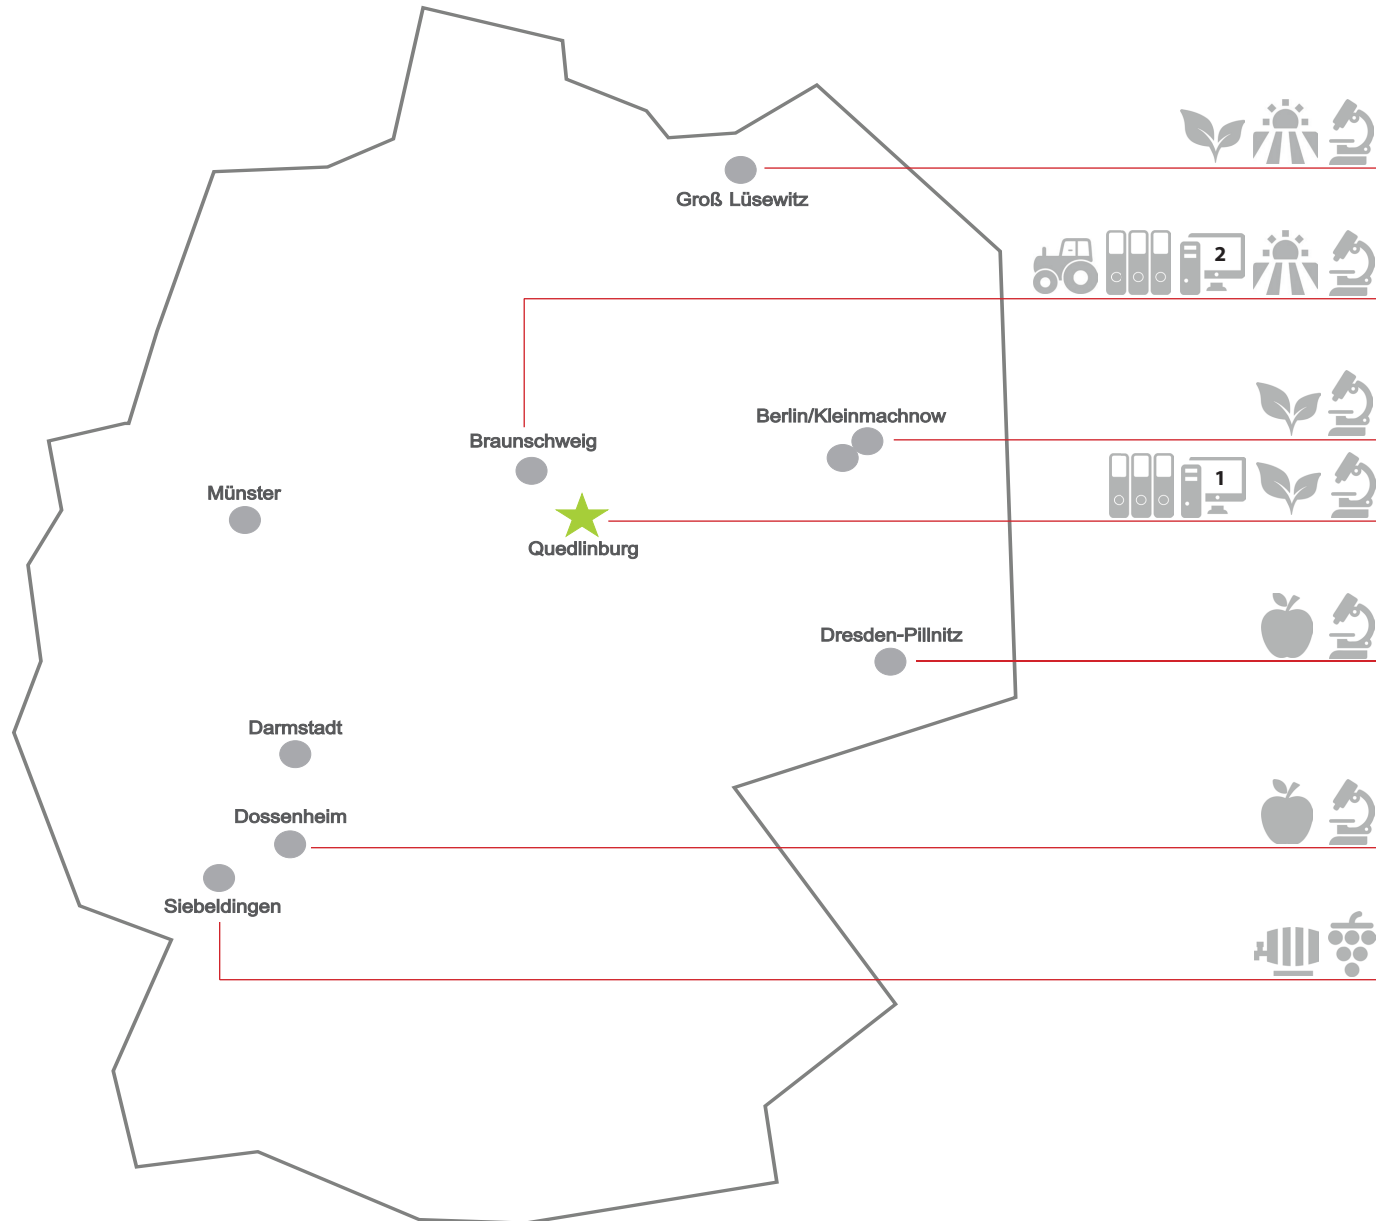 Groß Lüsewitz
2
Berlin/Kleinmachnow
Braunschweig
1
Münster
Quedlinburg
Dresden-Pillnitz
Darmstadt
Dossenheim
Siebeldingen